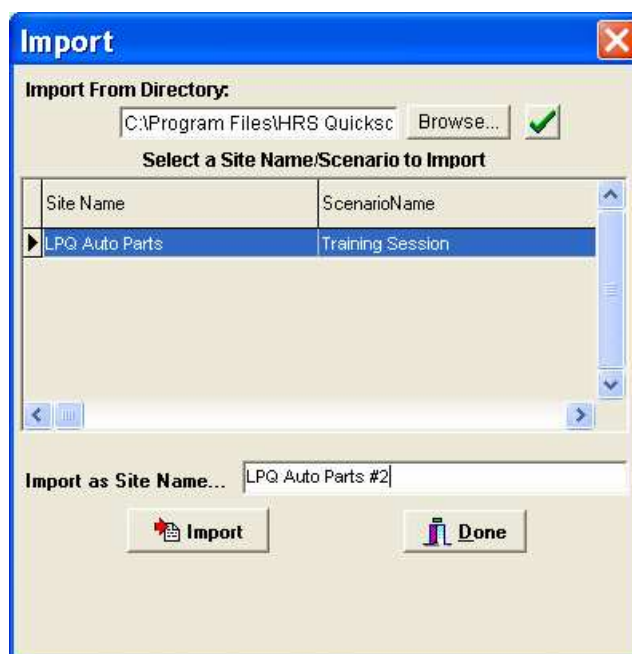 Import
Import From Directory:
C:\Program Files\HRS Quicksc Browse...
Select a Site Name/Scenario to Import
Site Name ScenarioName
LPQ Auto Parts Training Session
Import as Site Name... LPQ Auto Parts #2
Import Done